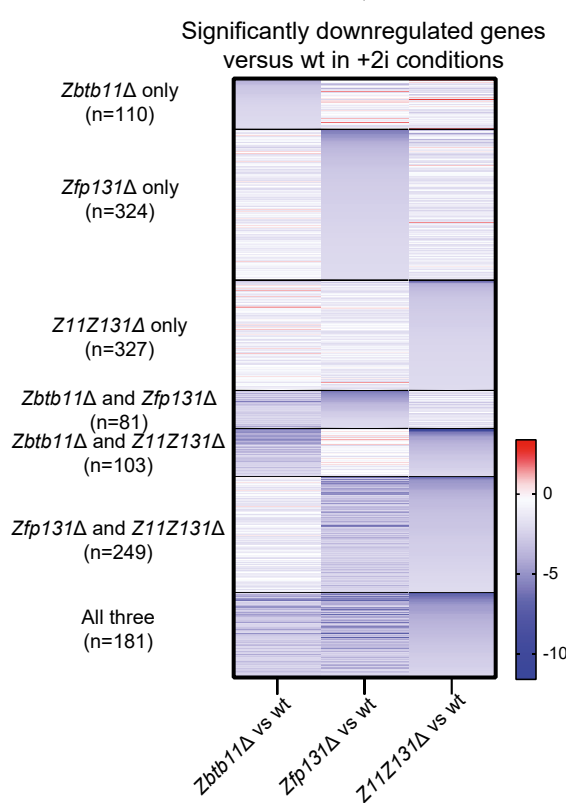 Significantly downregulated genes
versus wt in +2i conditions
Zbtb11Δ only
(n=110)
Zfp131Δ only
(n=324)
Z11Z131Δ only
(n=327)
Zbtb11Δ and Zfp131Δ
(n=81)
Zbtb11Δ and Z11Z131Δ
(n=103)
Zfp131Δ and Z11Z131Δ
(n=249)
All three
(n=181)
0
-5
-10
Zbtb11Δ vs wt
Zfp131Δ vs wt
Z11Z131Δ vs wt